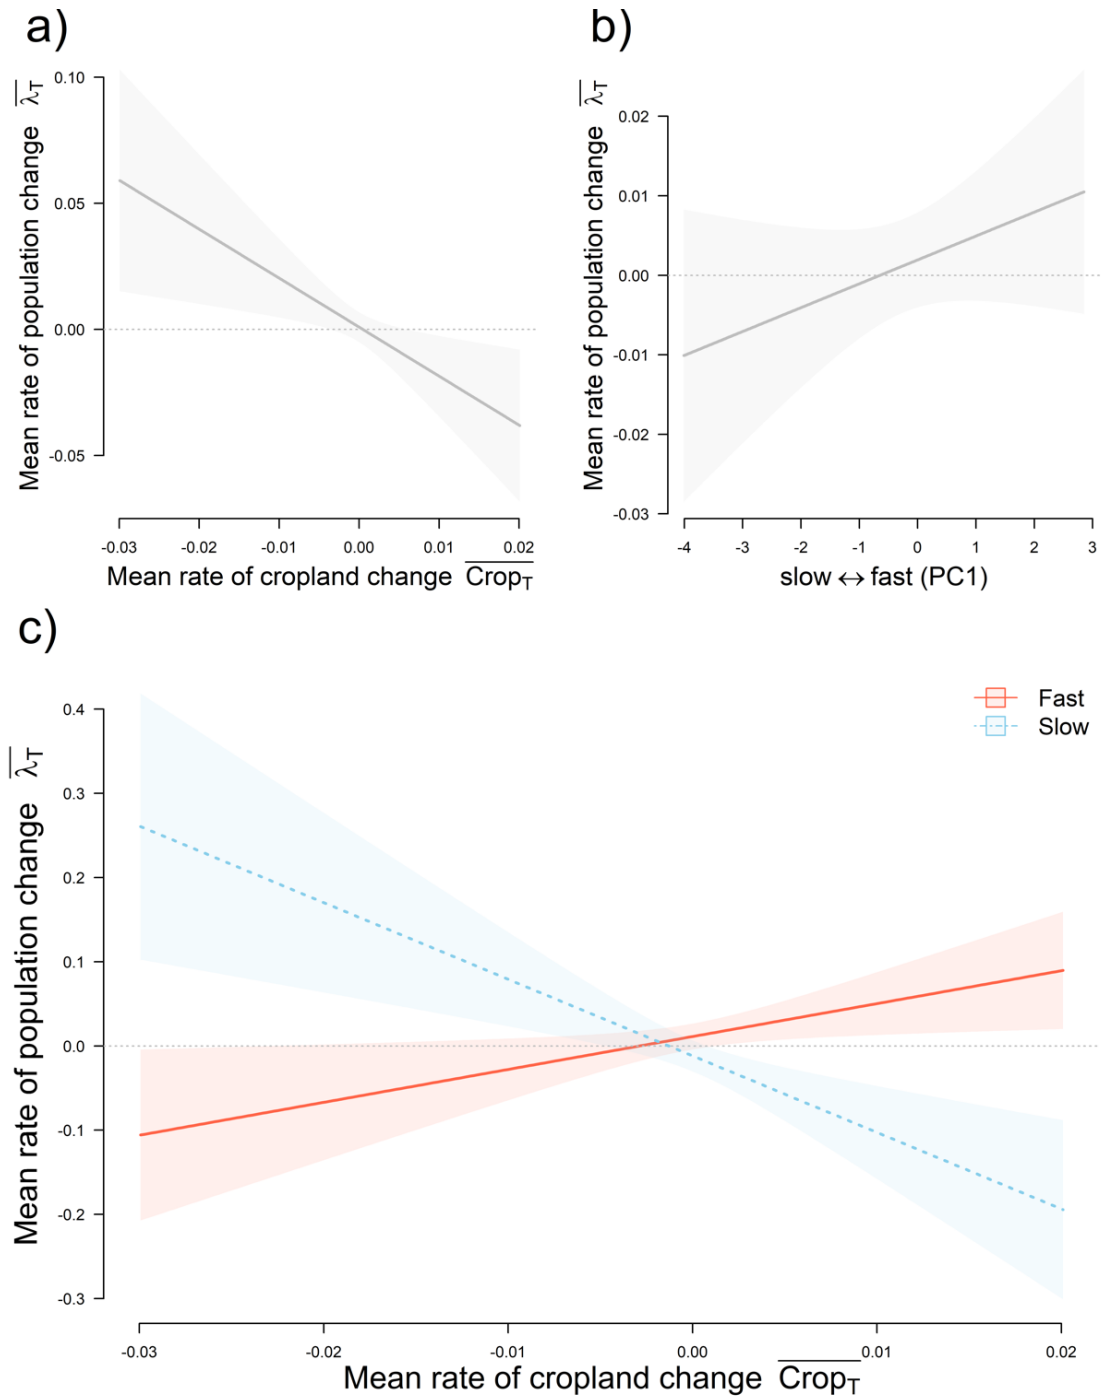 a)
Mean rate of population change λT
0.10
0.05
0.00
-0.05
-0.03 -0.02 -0.01 0.00 0.01 0.02
Mean rate of cropland change CropT
b)
Mean rate of population change λT
0.02
0.01
0.00
-0.01
-0.02
-0.03
-4 -3 -2 -1 0 1 2 3
slow ↔ fast (PC1)
c)
Mean rate of population change λT
0.4
0.3
0.2
0.1
0.0
-0.1
-0.2
-0.3
Fast
Slow
-0.03 -0.02 -0.01 0.00 0.01 0.02
Mean rate of cropland change CropT